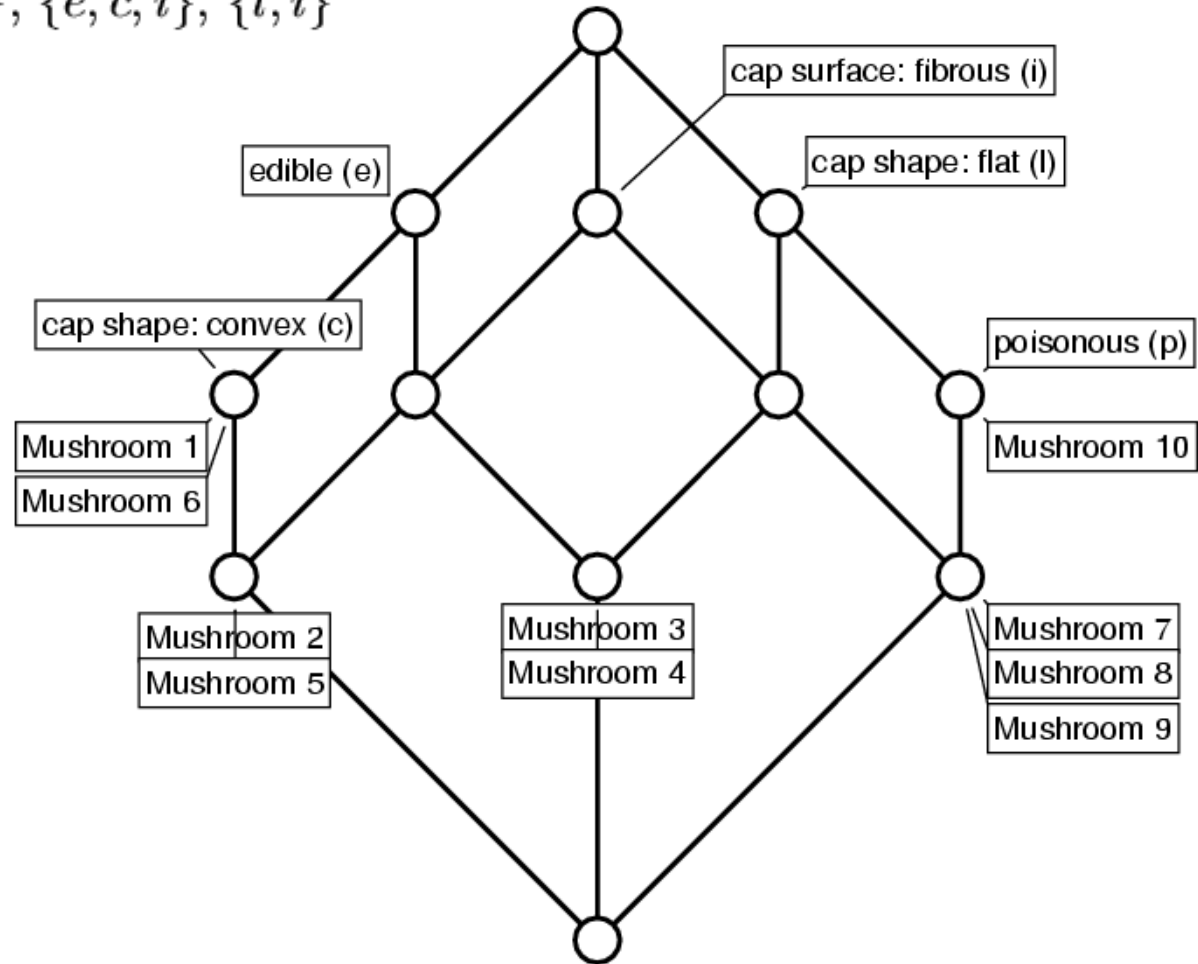 {e, c, i}, {l, i}
cap surface: fibrous (i)
edible (e)
cap shape: flat (l)
cap shape: convex (c)
poisonous (p)
Mushroom 1
Mushroom 10
Mushroom 6
Mushroom 2
Mushroom 3
Mushroom 7
Mushroom 5
Mushroom 4
Mushroom 8
Mushroom 9